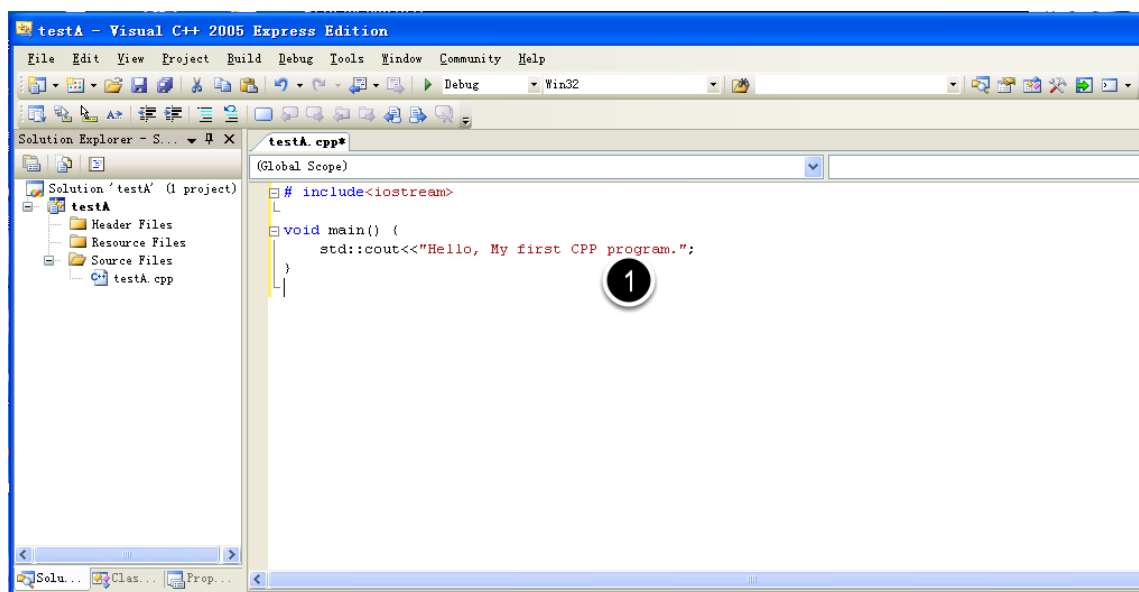 testA - Visual C++ 2005 Express Edition
File Edit View Project Build Debug Tools Window Community Help
Debug Win32
Solution Explorer - S...
testA.cpp*
(Global Scope)
Solution 'testA' (1 project)
testA
Header Files
Resource Files
Source Files
testA.cpp
# include<iostream>
void main() {
std::cout<<"Hello, My first CPP program.";
}
1
Solu... Clas... Prop...